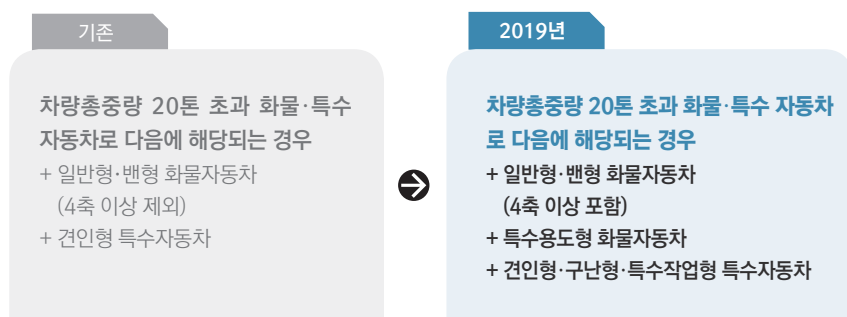 기존
차량총중량 20톤 초과 화물·특수
자동차로 다음에 해당되는 경우
+ 일반형·밴형 화물자동차
(4축 이상 제외)
+ 견인형 특수자동차
2019년
차량총중량 20톤 초과 화물·특수 자동차
로 다음에 해당되는 경우
+ 일반형·밴형 화물자동차
(4축 이상 포함)
+ 특수용도형 화물자동차
+ 견인형·구난형·특수작업형 특수자동차